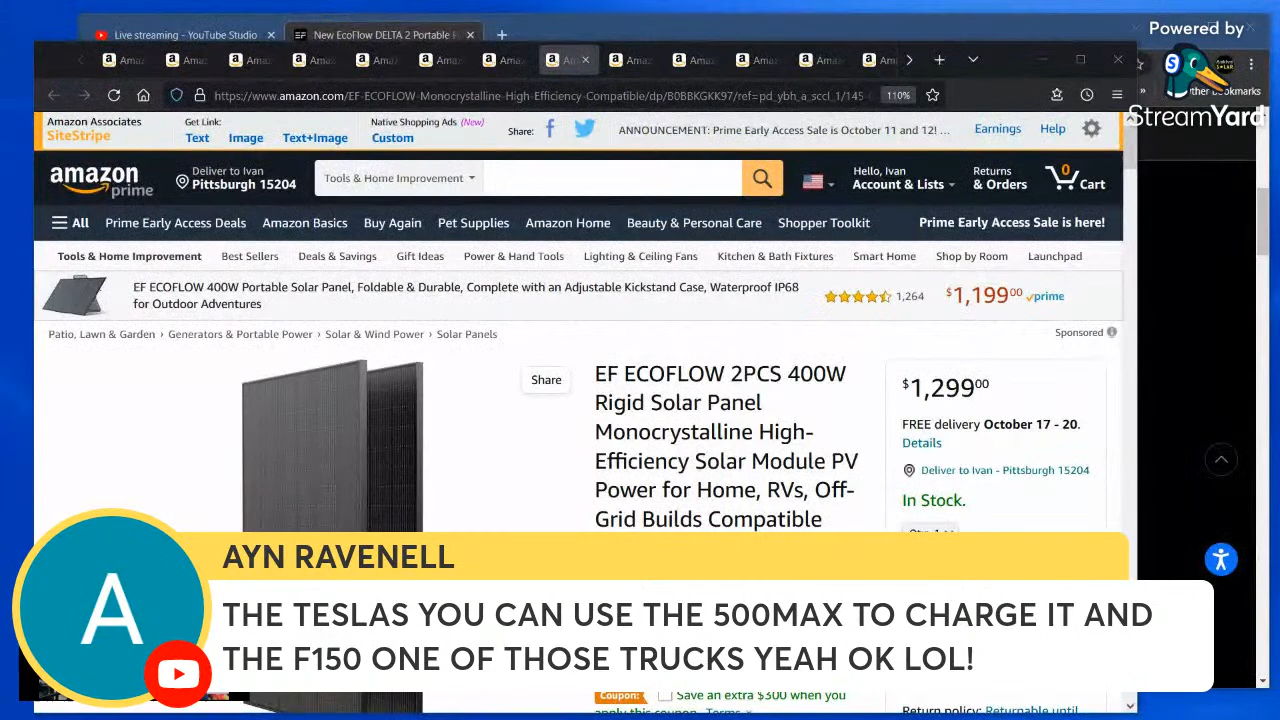 Live streaming - YouTube Studio
New EcoFlow DELTA 2 Portable
Powered by
StreamYard
https://www.amazon.com/EF-ECOFLOW-Monocrystalline-High-Efficiency-Compatible/dp/B0BBKGKK97/ref=pd_ybh_a_sccl_1/145
110%
Amazon Associates
SiteStripe
Get Link:
Text
Image
Text+Image
Native Shopping Ads (New)
Custom
Share:
ANNOUNCEMENT: Prime Early Access Sale is October 11 and 12! ...
Earnings
Help
amazon
prime
Deliver to Ivan
Pittsburgh 15204
Tools & Home Improvement
Hello, Ivan
Account & Lists
Returns
& Orders
0
Cart
All
Prime Early Access Deals
Amazon Basics
Buy Again
Pet Supplies
Amazon Home
Beauty & Personal Care
Shopper Toolkit
Prime Early Access Sale is here!
Tools & Home Improvement
Best Sellers
Deals & Savings
Gift Ideas
Power & Hand Tools
Lighting & Ceiling Fans
Kitchen & Bath Fixtures
Smart Home
Shop by Room
Launchpad
EF ECOFLOW 400W Portable Solar Panel, Foldable & Durable, Complete with an Adjustable Kickstand Case, Waterproof IP68
for Outdoor Adventures
1,264
$1,19900
prime
Patio, Lawn & Garden › Generators & Portable Power › Solar & Wind Power › Solar Panels
Sponsored
Share
EF ECOFLOW 2PCS 400W
Rigid Solar Panel
Monocrystalline High-
Efficiency Solar Module PV
Power for Home, RVs, Off-
Grid Builds Compatible
$1,29900
FREE delivery October 17 - 20.
Details
Deliver to Ivan - Pittsburgh 15204
In Stock.
A
AYN RAVENELL
THE TESLAS YOU CAN USE THE 500MAX TO CHARGE IT AND
THE F150 ONE OF THOSE TRUCKS YEAH OK LOL!
Coupon:
Save an extra $300 when you
apply this coupon. Terms
Return policy: Returnable until